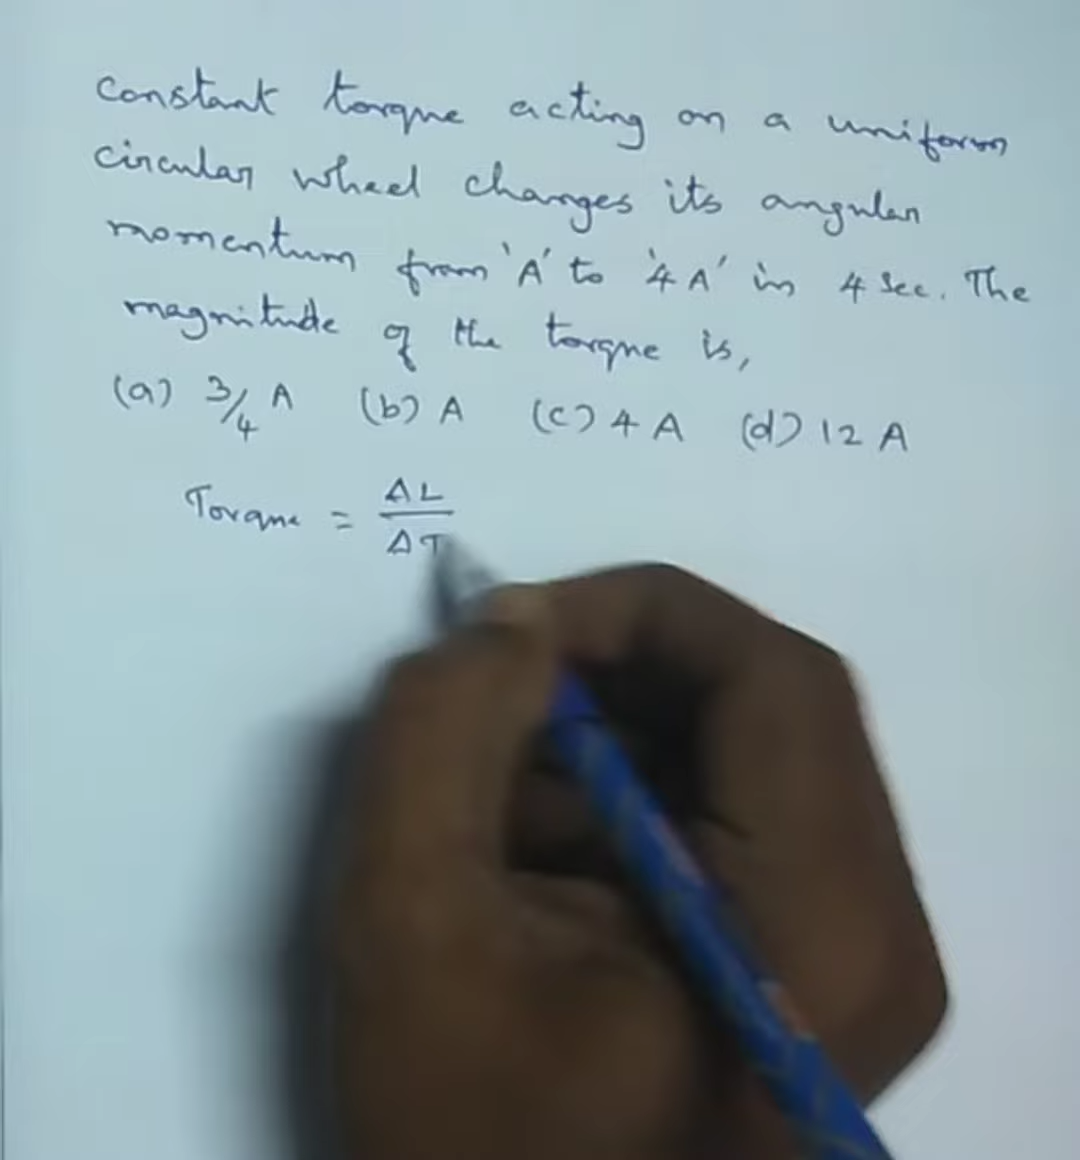 constant torque acting on a uniform
circular wheel changes its angular
momentum from 'A' to '4A' in 4 sec. The
magnitude of the torque is,
(a) 3/4 A (b) A (c) 4 A (d) 12 A
Torque = ΔL
ΔT